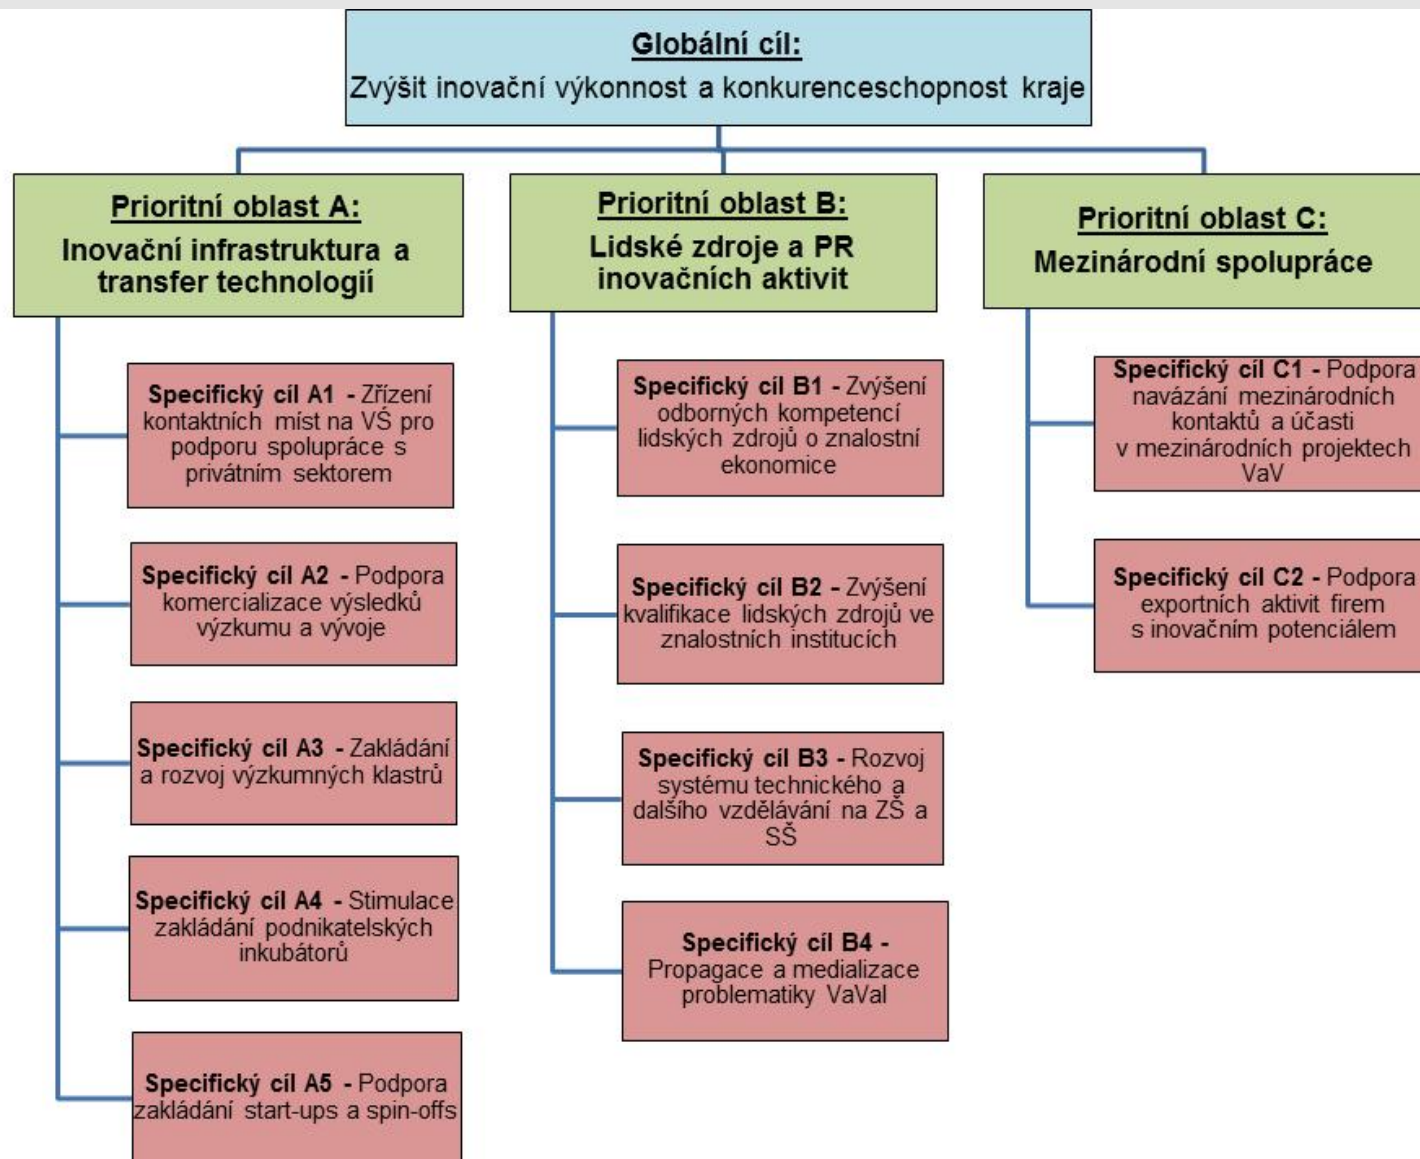 Globální cíl:
Zvýšit inovační výkonnost a konkurenceschopnost kraje
Prioritní oblast A:
Inovační infrastruktura a
transfer technologií
Specifický cíl A1 - Zřízení
kontaktních míst na VŚ pro
podporu spolupráce s
privátním sektorem
Specifický cíl A2 - Podpora
komercializace výsledků
výzkumu a vývoje
Specifický cíl A3 - Zakládání
a rozvoj výzkumných klastrů
Specifický cíl A4 - Stimulace
zakládání podnikatelských
inkubátorů
Specifický cíl A5 - Podpora
zakládání start-ups a spin-offs
Prioritní oblast B:
Lidské zdroje a PR
inovačních aktivit
Specifický cíl B1 - Zvýšení
odborných kompetencí
lidských zdrojů o znalostní
ekonomice
Specifický cíl B2 - Zvýšení
kvalifikace lidských zdrojů ve
znalostních institucích
Specifický cíl B3 - Rozvoj
systému technického a
dalšího vzdělávání na ZŠ a
SŠ
Specifický cíl B4 -
Propagace a medializace
problematiky VaVaI
Prioritní oblast C:
Mezinárodní spolupráce
Specifický cíl C1 - Podpora
navázání mezinárodních
kontaktů a účasti
v mezinárodních projektech
VaV
Specifický cíl C2 - Podpora
exportních aktivit firem
s inovačním potenciálem